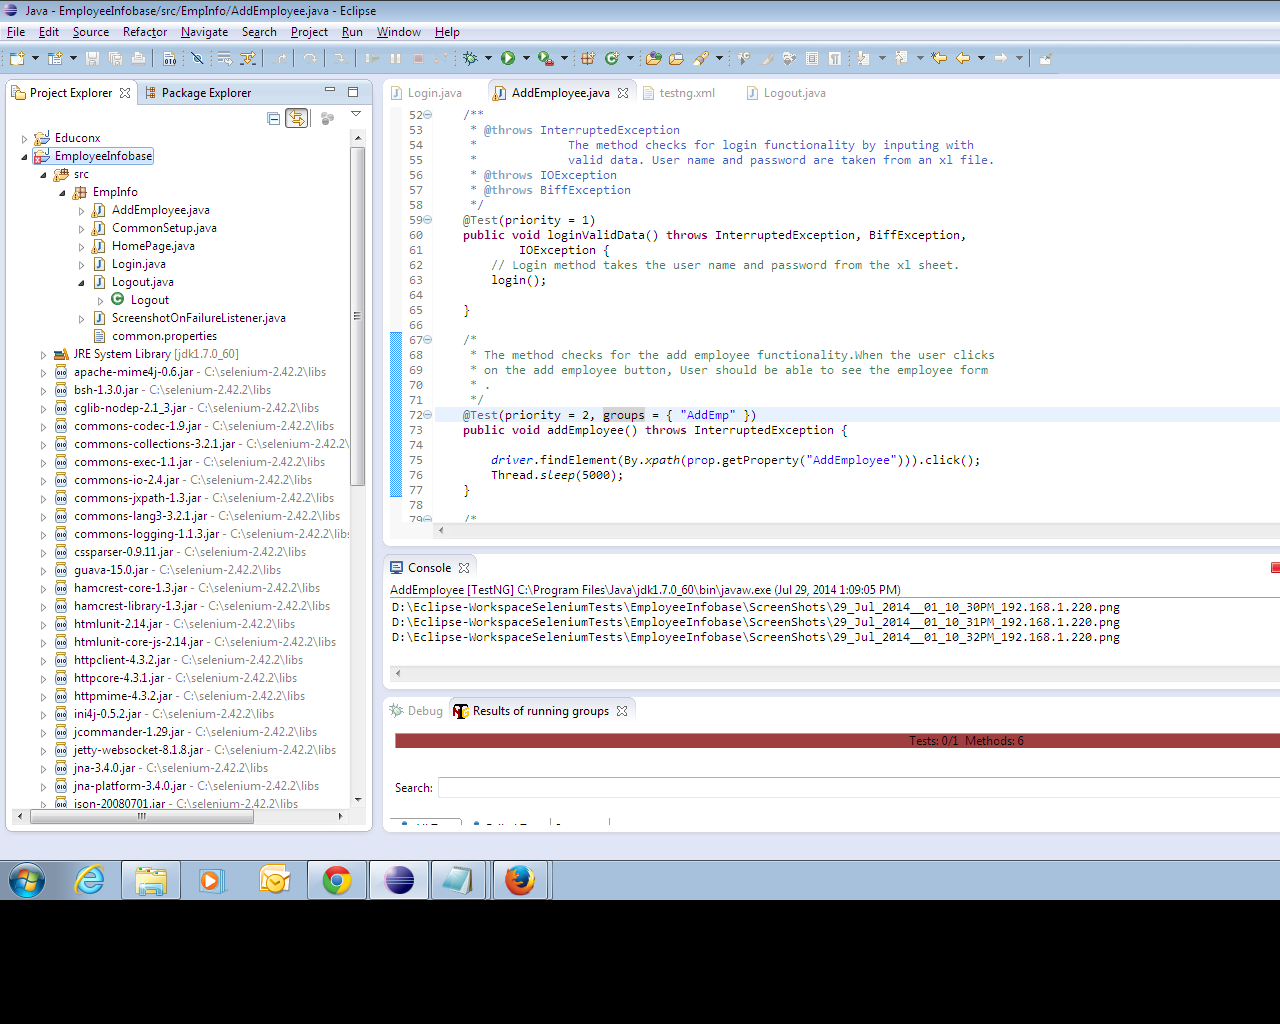 Java - EmployeeInfobase/src/EmpInfo/AddEmployee.java - Eclipse
File Edit Source Refactor Navigate Search Project Run Window Help
Project Explorer Package Explorer
Educonx
EmployeeInfobase
src
EmpInfo
AddEmployee.java
CommonSetup.java
HomePage.java
Login.java
Logout.java
Logout
ScreenshotOnFailureListener.java
common.properties
JRE System Library [jdk1.7.0_60]
apache-mime4j-0.6.jar - C:\selenium-2.42.2\libs
bsh-1.3.0.jar - C:\selenium-2.42.2\libs
cglib-nodep-2.1_3.jar - C:\selenium-2.42.2\libs
commons-codec-1.9.jar - C:\selenium-2.42.2\libs
commons-collections-3.2.1.jar - C:\selenium-2.42.2\
commons-exec-1.1.jar - C:\selenium-2.42.2\libs
commons-io-2.4.jar - C:\selenium-2.42.2\libs
commons-jxpath-1.3.jar - C:\selenium-2.42.2\libs
commons-lang3-3.2.1.jar - C:\selenium-2.42.2\libs
commons-logging-1.1.3.jar - C:\selenium-2.42.2\lib
cssparser-0.9.11.jar - C:\selenium-2.42.2\libs
guava-15.0.jar - C:\selenium-2.42.2\libs
hamcrest-core-1.3.jar - C:\selenium-2.42.2\libs
hamcrest-library-1.3.jar - C:\selenium-2.42.2\libs
htmlunit-2.14.jar - C:\selenium-2.42.2\libs
htmlunit-core-js-2.14.jar - C:\selenium-2.42.2\libs
httpclient-4.3.2.jar - C:\selenium-2.42.2\libs
httpcore-4.3.1.jar - C:\selenium-2.42.2\libs
httpmime-4.3.2.jar - C:\selenium-2.42.2\libs
ini4j-0.5.2.jar - C:\selenium-2.42.2\libs
jcommander-1.29.jar - C:\selenium-2.42.2\libs
jetty-websocket-8.1.8.jar - C:\selenium-2.42.2\libs
jna-3.4.0.jar - C:\selenium-2.42.2\libs
jna-platform-3.4.0.jar - C:\selenium-2.42.2\libs
json-20080701.jar - C:\selenium-2.42.2\libs
Login.java AddEmployee.java testng.xml Logout.java
52 /**
53 * @throws InterruptedException
54 * The method checks for login functionality by inputing with
55 * valid data. User name and password are taken from an xl file.
56 * @throws IOException
57 * @throws BiffException
58 */
59 @Test(priority = 1)
60 public void loginValidData() throws InterruptedException, BiffException,
61 IOException {
62 // Login method takes the user name and password from the xl sheet.
63 login();
64
65 }
66
67 /*
68 * The method checks for the add employee functionality.When the user clicks
69 * on the add employee button, User should be able to see the employee form
70 * .
71 */
72 @Test(priority = 2, groups = { "AddEmp" })
73 public void addEmployee() throws InterruptedException {
74
75 driver.findElement(By.xpath(prop.getProperty("AddEmployee"))).click();
76 Thread.sleep(5000);
77 }
78
79 /*
Console
AddEmployee [TestNG] C:\Program Files\Java\jdk1.7.0_60\bin\javaw.exe (Jul 29, 2014 1:09:05 PM)
D:\Eclipse-WorkspaceSeleniumTests\EmployeeInfobase\ScreenShots\29_Jul_2014__01_10_30PM_192.168.1.220.png
D:\Eclipse-WorkspaceSeleniumTests\EmployeeInfobase\ScreenShots\29_Jul_2014__01_10_31PM_192.168.1.220.png
D:\Eclipse-WorkspaceSeleniumTests\EmployeeInfobase\ScreenShots\29_Jul_2014__01_10_32PM_192.168.1.220.png
Debug Results of running groups
Tests: 0/1 Methods: 6
Search: